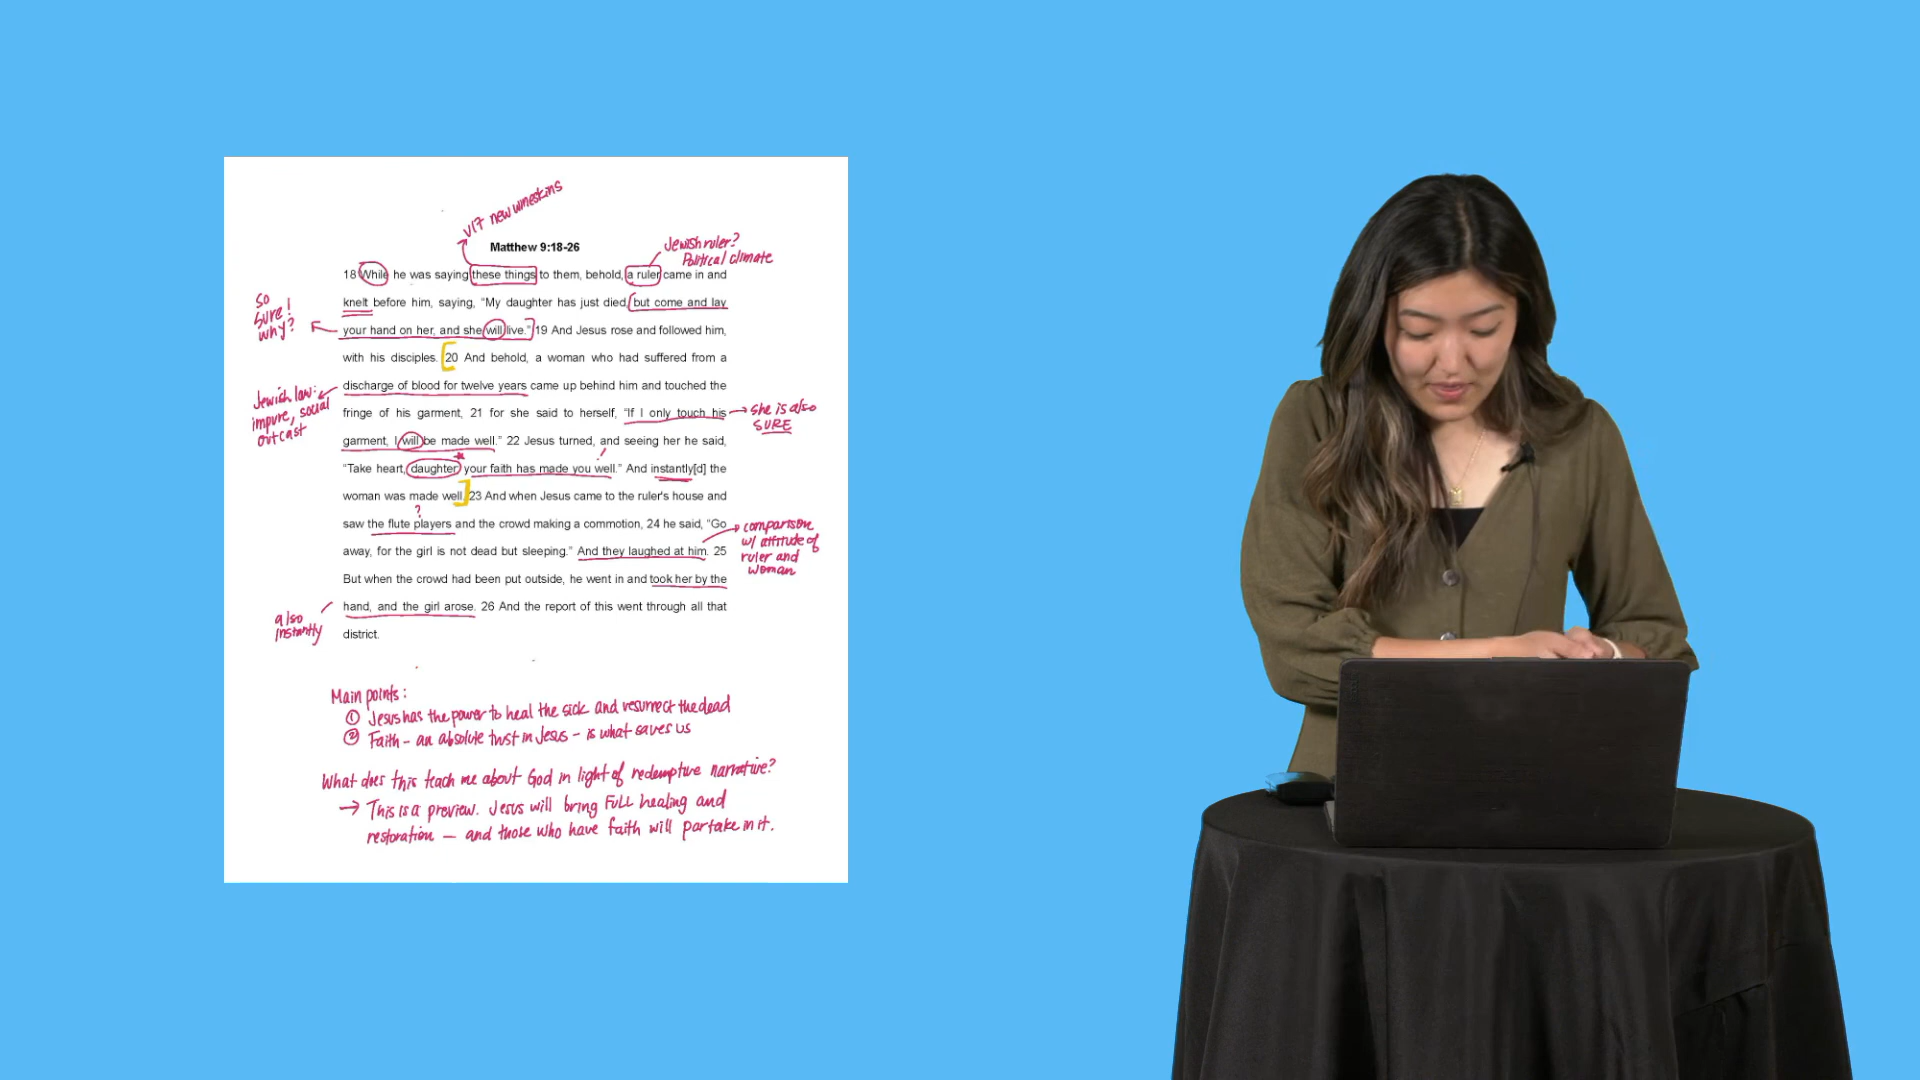 v17 new wineskins
Matthew 9:18-26
Jewish ruler?
Political climate
18 While he was saying these things to them, behold, a ruler came in and
knelt before him, saying, “My daughter has just died, but come and lay
So
sure!
why?
your hand on her, and she will live.” 19 And Jesus rose and followed him,
with his disciples. 20 And behold, a woman who had suffered from a
discharge of blood for twelve years came up behind him and touched the
Jewish law:
impure, social
outcast
fringe of his garment, 21 for she said to herself, “If I only touch his
she is also
SURE
garment, I will be made well.” 22 Jesus turned, and seeing her he said,
“Take heart, daughter; your faith has made you well.” And instantly[d] the
!
woman was made well. 23 And when Jesus came to the ruler's house and
?
saw the flute players and the crowd making a commotion, 24 he said, “Go
comparison
w/ attitude of
ruler and
woman
away, for the girl is not dead but sleeping.” And they laughed at him. 25
But when the crowd had been put outside, he went in and took her by the
hand, and the girl arose. 26 And the report of this went through all that
also
instantly
district.
Main points:
① Jesus has the power to heal the sick and resurrect the dead
② Faith – an absolute trust in Jesus – is what saves us
What does this teach me about God in light of redemptive narrative?
→ This is a preview. Jesus will bring FULL healing and
restoration — and those who have faith will partake in it.